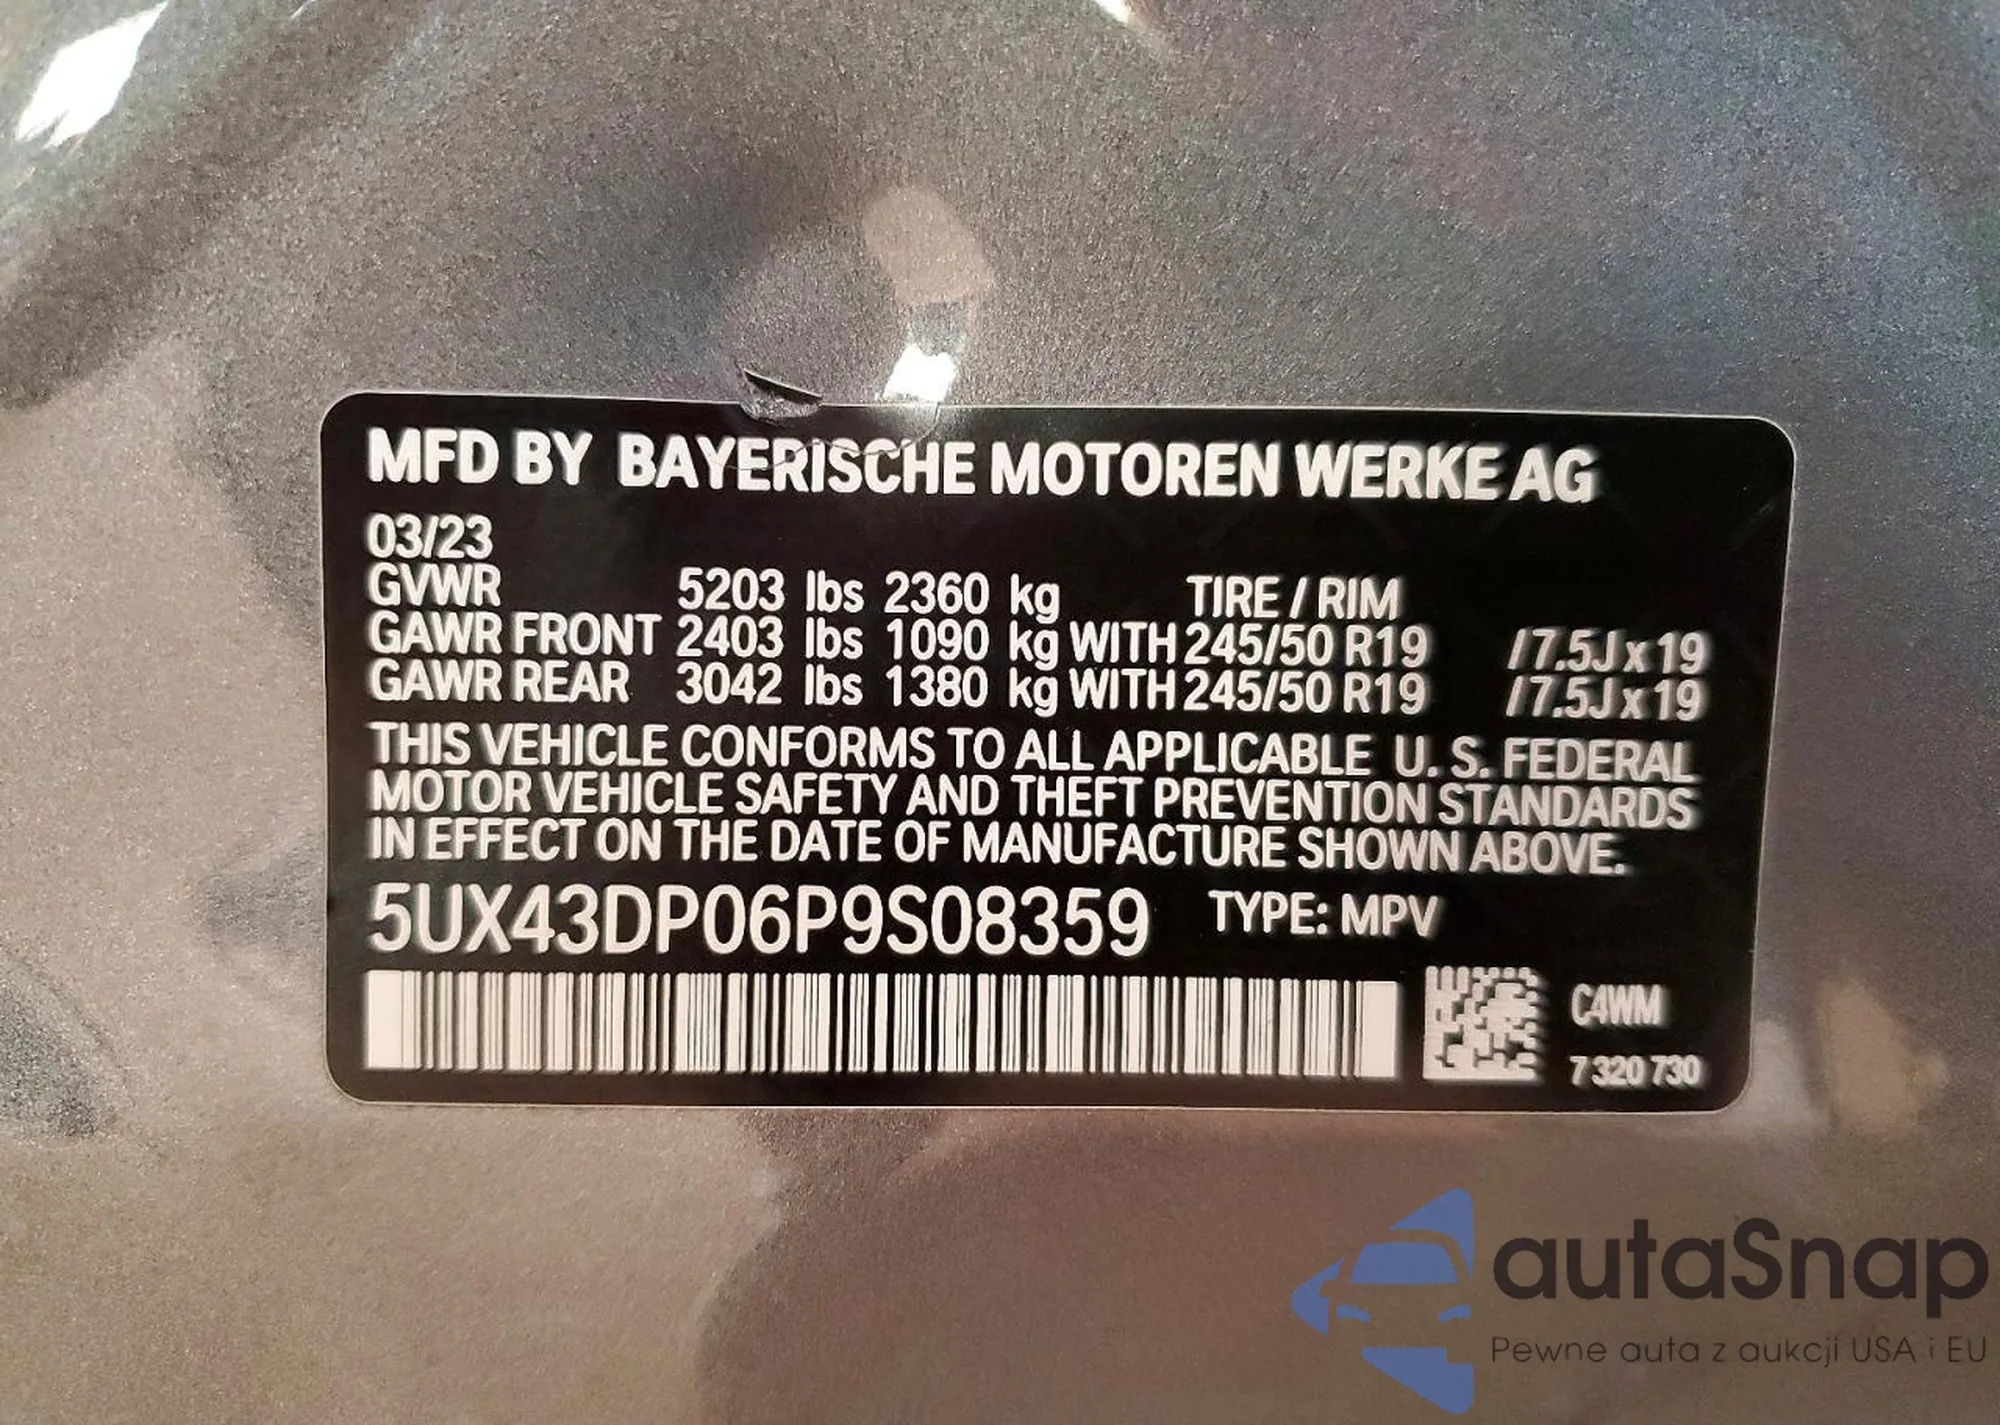 MFD BY BAYERISCHE MOTOREN WERKE AG
03/23
GVWR 5203 lbs 2360 kg TIRE / RIM
GAWR FRONT 2403 lbs 1090 kg WITH 245/50 R19 /7.5J x 19
GAWR REAR 3042 lbs 1380 kg WITH 245/50 R19 /7.5J x 19
THIS VEHICLE CONFORMS TO ALL APPLICABLE U. S. FEDERAL
MOTOR VEHICLE SAFETY AND THEFT PREVENTION STANDARDS
IN EFFECT ON THE DATE OF MANUFACTURE SHOWN ABOVE.
5UX43DP06P9S08359 TYPE: MPV
C4WM
7 320 730
autaSnap
Pewne auta z aukcji USA i EU